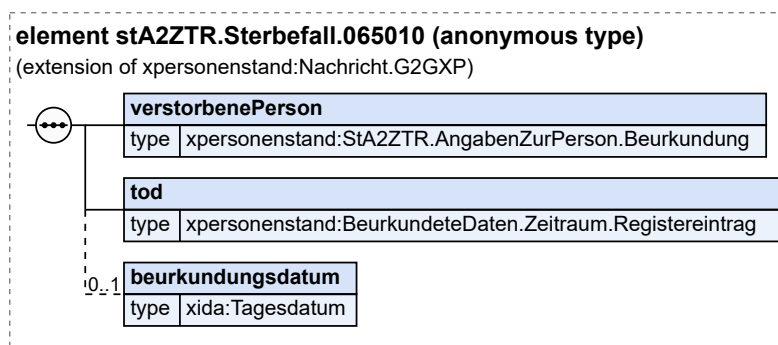 element stA2ZTR.Sterbefall.065010 (anonymous type)
(extension of xpersonenstand:Nachricht.G2GXP)
verstorbenePerson
type xpersonenstand:StA2ZTR.AngabenZurPerson.Beurkundung
tod
type xpersonenstand:BeurkundeteDaten.Zeitraum.Registereintrag
0..1 beurkundungsdatum
type xida:Tagesdatum